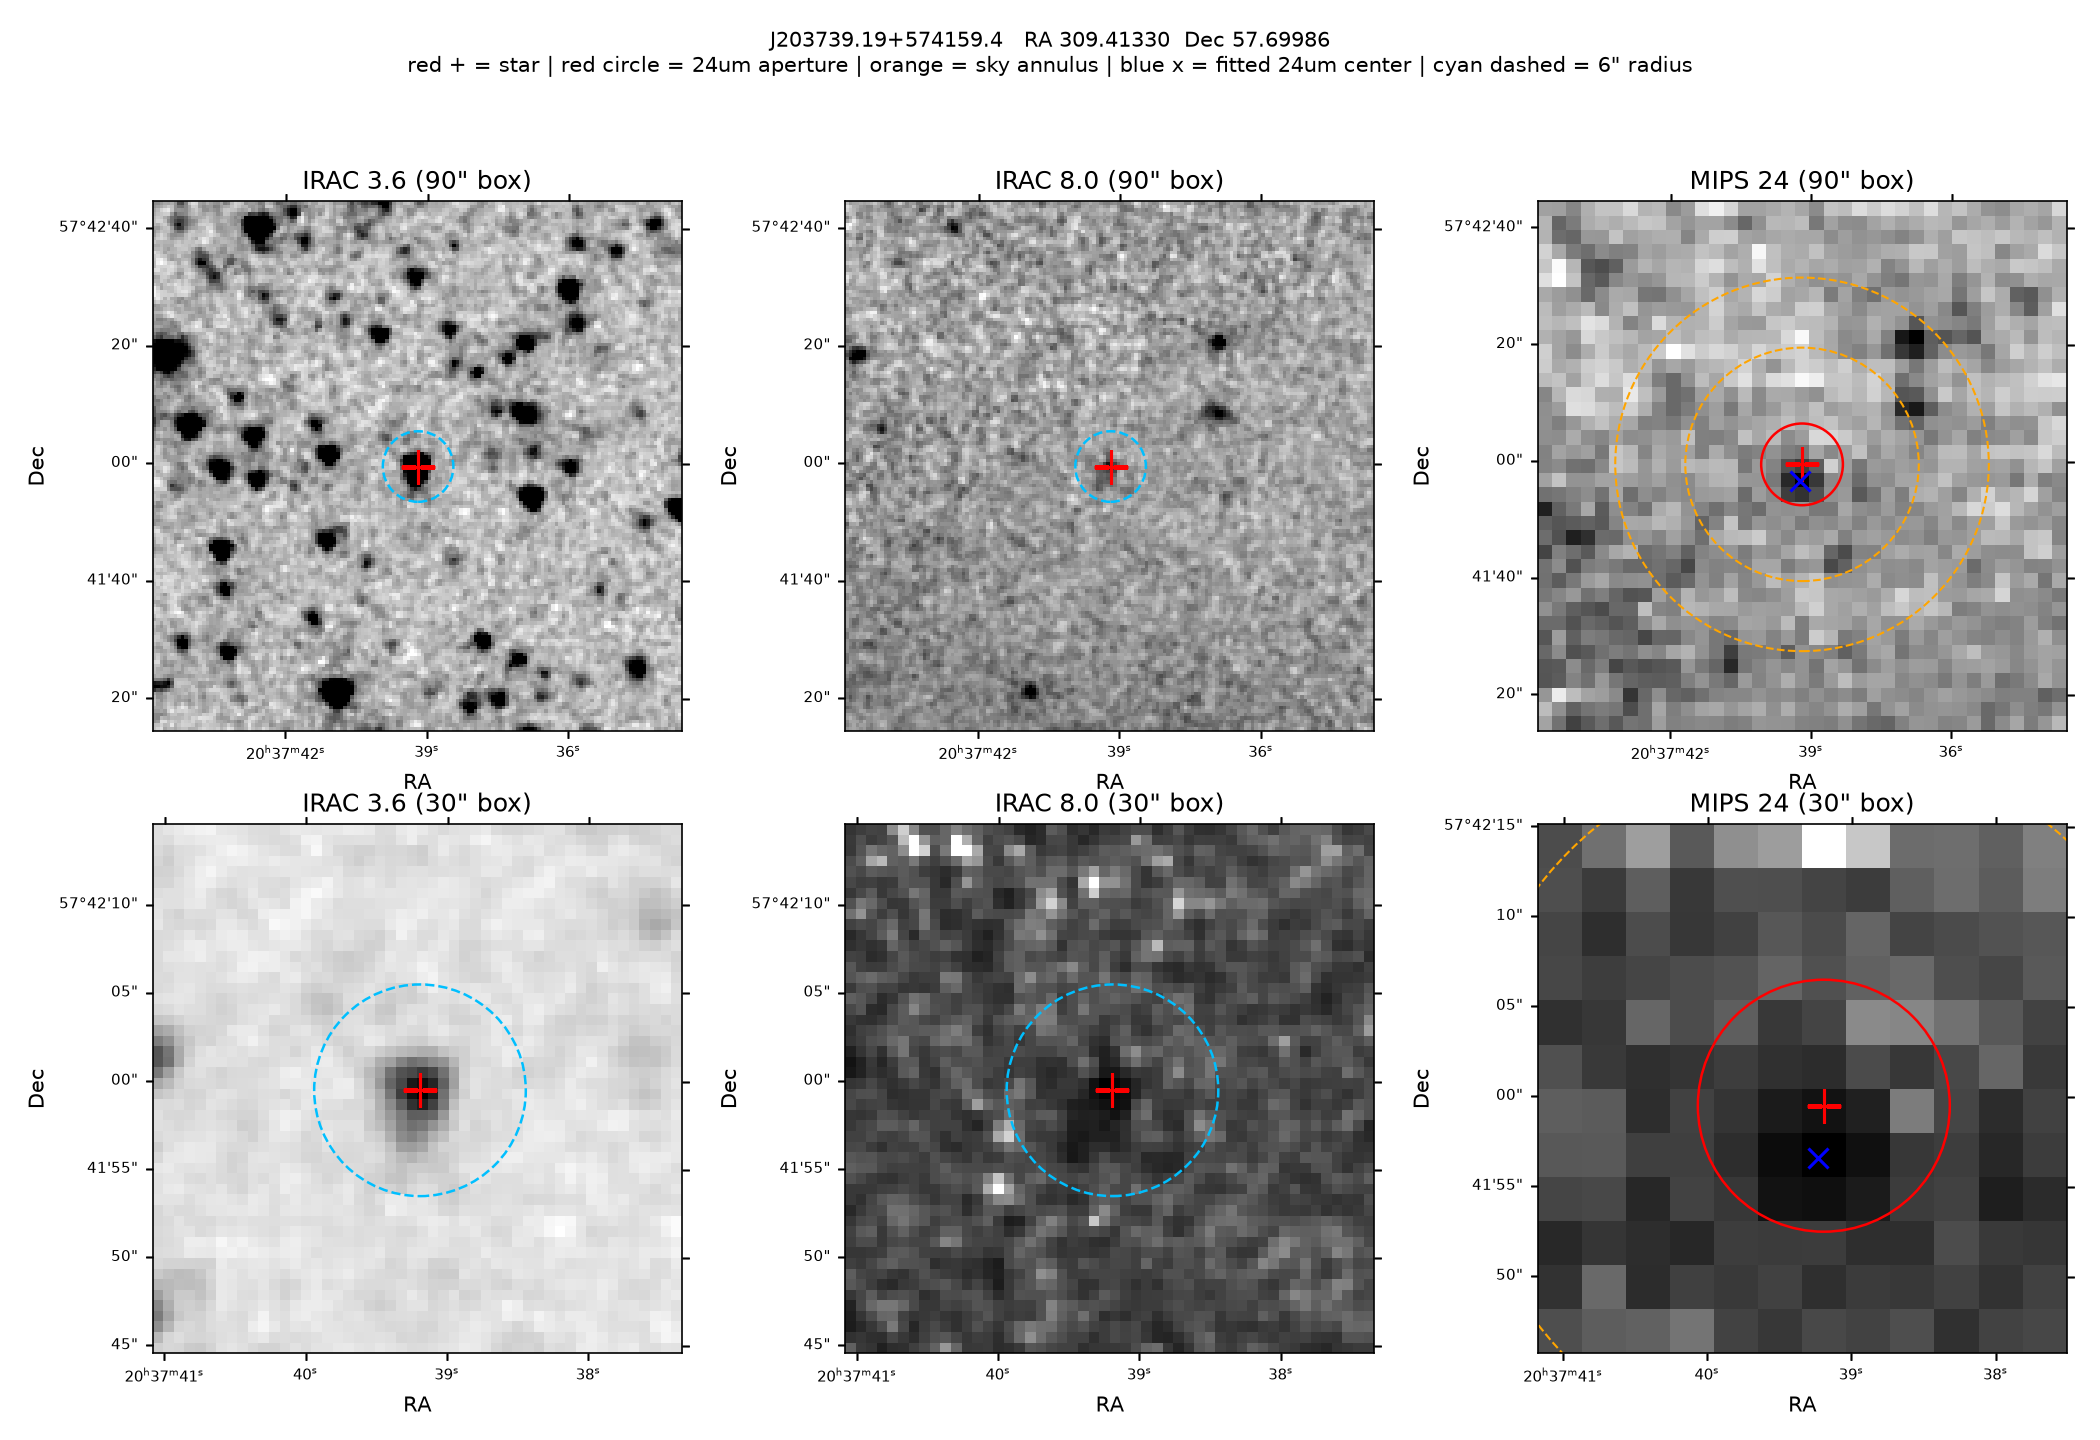 J203739.19+574159.4   RA 309.41330  Dec 57.69986
red + = star | red circle = 24um aperture | orange = sky annulus | blue x = fitted 24um center | cyan dashed = 6" radius
IRAC 3.6 (90" box)
57°42'40"
20"
00"
41'40"
20"
Dec
20ʰ37ᵐ42ˢ
39ˢ
36ˢ
RA
IRAC 8.0 (90" box)
57°42'40"
20"
00"
41'40"
20"
Dec
20ʰ37ᵐ42ˢ
39ˢ
36ˢ
RA
MIPS 24 (90" box)
57°42'40"
20"
00"
41'40"
20"
Dec
20ʰ37ᵐ42ˢ
39ˢ
36ˢ
RA
IRAC 3.6 (30" box)
57°42'10"
05"
00"
41'55"
50"
45"
Dec
20ʰ37ᵐ41ˢ
40ˢ
39ˢ
38ˢ
RA
IRAC 8.0 (30" box)
57°42'10"
05"
00"
41'55"
50"
45"
Dec
20ʰ37ᵐ41ˢ
40ˢ
39ˢ
38ˢ
RA
MIPS 24 (30" box)
57°42'15"
10"
05"
00"
41'55"
50"
Dec
20ʰ37ᵐ41ˢ
40ˢ
39ˢ
38ˢ
RA